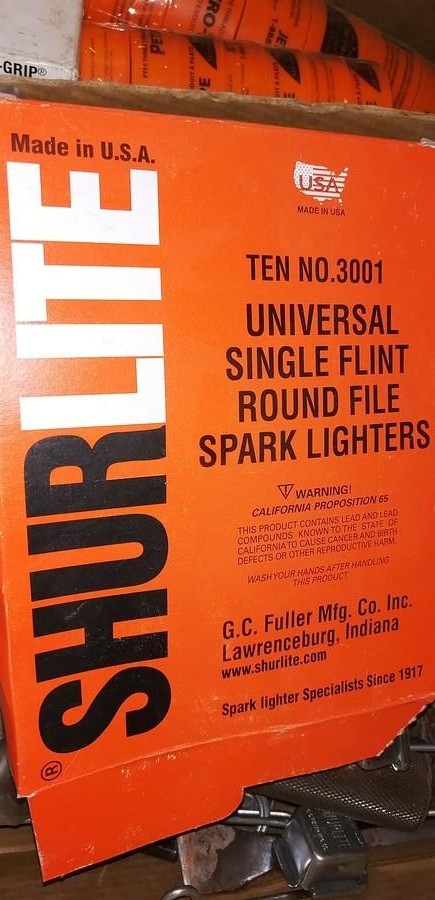 -GRIP®
Made in U.S.A.
SHURLITE®
USA
MADE IN USA
TEN NO.3001
UNIVERSAL
SINGLE FLINT
ROUND FILE
SPARK LIGHTERS
WARNING!
CALIFORNIA PROPOSITION 65
THIS PRODUCT CONTAINS LEAD AND LEAD
COMPOUNDS KNOWN TO THE STATE OF
CALIFORNIA TO CAUSE CANCER AND BIRTH
DEFECTS OR OTHER REPRODUCTIVE HARM.
WASH YOUR HANDS AFTER HANDLING
THIS PRODUCT.
G.C. Fuller Mfg. Co. Inc.
Lawrenceburg, Indiana
www.shurlite.com
Spark lighter Specialists Since 1917
SHURLITE